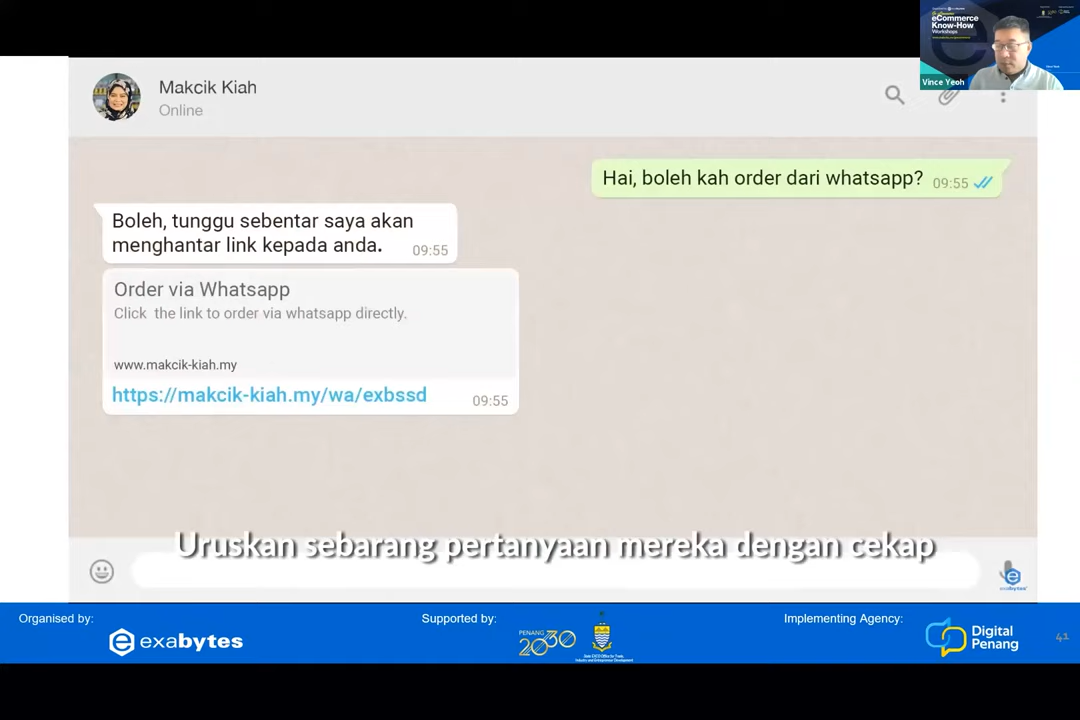 eCommerce
Know-How
Workshops
Vince Yeoh
Makcik Kiah
Online
Hai, boleh kah order dari whatsapp? 09:55
Boleh, tunggu sebentar saya akan
menghantar link kepada anda. 09:55
Order via Whatsapp
Click the link to order via whatsapp directly.
www.makcik-kiah.my
https://makcik-kiah.my/wa/exbssd 09:55
Uruskan sebarang pertanyaan mereka dengan cekap
exabytes
Organised by:
exabytes
Supported by:
PENANG
2030
Implementing Agency:
Digital
Penang
41